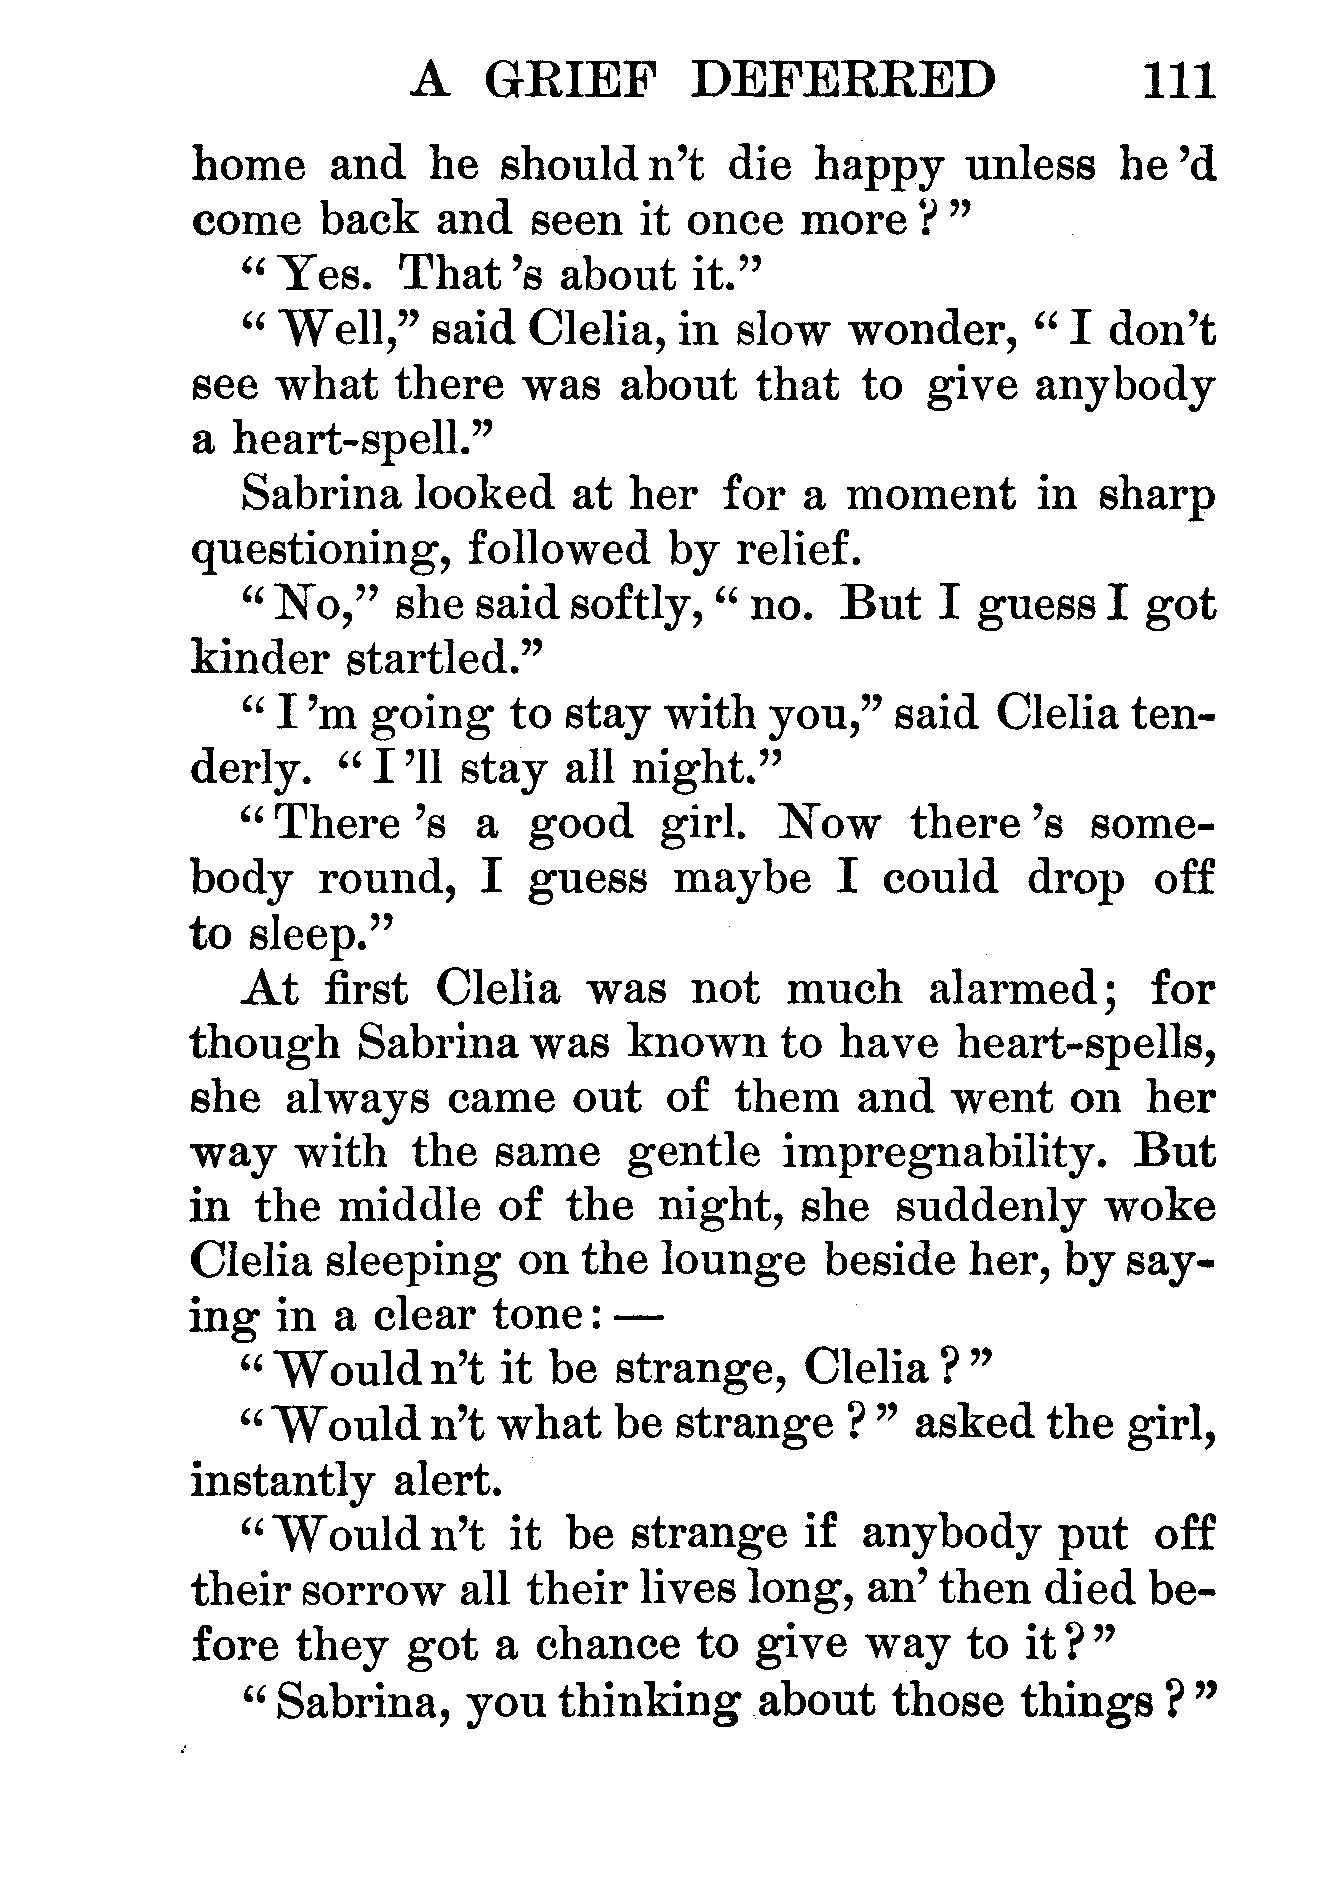 A GRIEF DEFERRED 111
home and he should n't die happy unless he 'd
come back and seen it once more ? "
" Yes. That 's about it."
" Well," said Clelia, in slow wonder, " I don't
see what there was about that to give anybody
a heart-spell."
Sabrina looked at her for a moment in sharp
questioning, followed by relief.
" No," she said softly, " no. But I guess I got
kinder startled."
" I 'm going to stay with you," said Clelia ten-
derly. " I 'll stay all night."
" There 's a good girl. Now there 's some-
body round, I guess maybe I could drop off
to sleep."
At first Clelia was not much alarmed; for
though Sabrina was known to have heart-spells,
she always came out of them and went on her
way with the same gentle impregnability. But
in the middle of the night, she suddenly woke
Clelia sleeping on the lounge beside her, by say-
ing in a clear tone: —
" Would n't it be strange, Clelia ? "
" Would n't what be strange ? " asked the girl,
instantly alert.
" Would n't it be strange if anybody put off
their sorrow all their lives long, an' then died be-
fore they got a chance to give way to it ? "
" Sabrina, you thinking about those things ? "